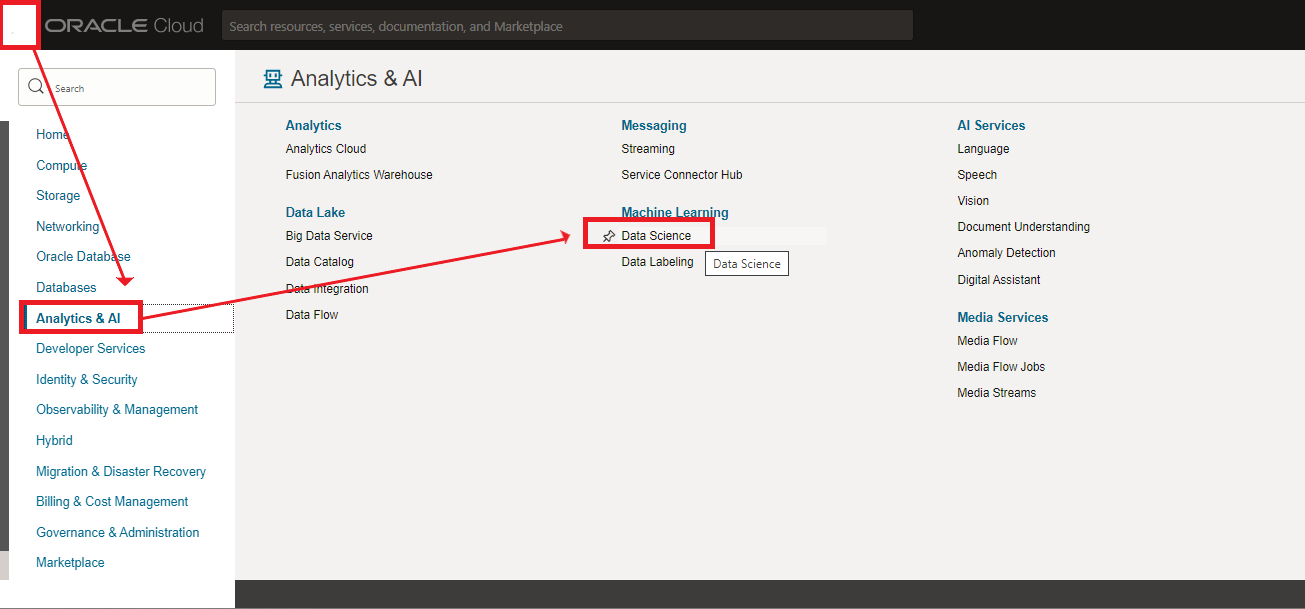 ORACLE Cloud
Search resources, services, documentation, and Marketplace
Search
Home
Compute
Storage
Networking
Oracle Database
Databases
Analytics & AI
Developer Services
Identity & Security
Observability & Management
Hybrid
Migration & Disaster Recovery
Billing & Cost Management
Governance & Administration
Marketplace
Analytics & AI
Analytics
Analytics Cloud
Fusion Analytics Warehouse
Data Lake
Big Data Service
Data Catalog
Data Integration
Data Flow
Messaging
Streaming
Service Connector Hub
Machine Learning
Data Science
Data Labeling
Data Science
AI Services
Language
Speech
Vision
Document Understanding
Anomaly Detection
Digital Assistant
Media Services
Media Flow
Media Flow Jobs
Media Streams